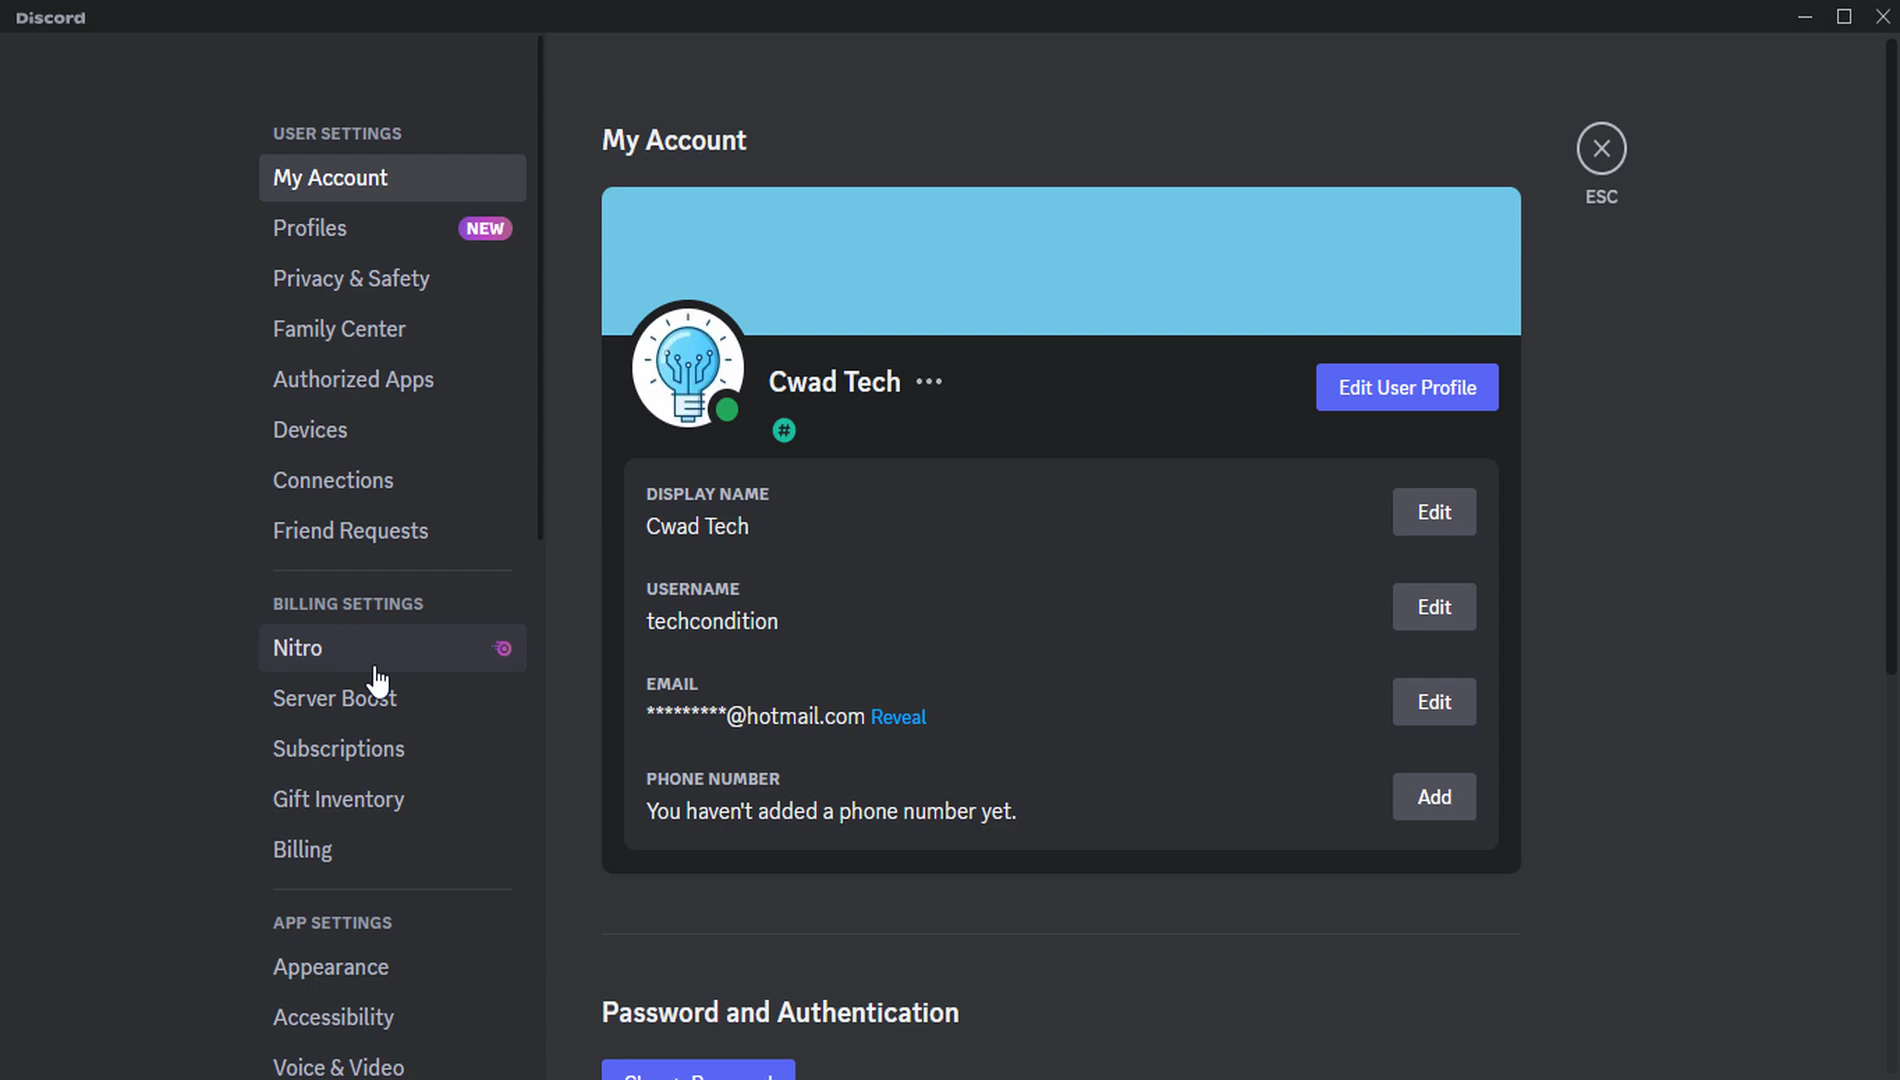 Discord
USER SETTINGS
My Account
Profiles NEW
Privacy & Safety
Family Center
Authorized Apps
Devices
Connections
Friend Requests
BILLING SETTINGS
Nitro
Server Boost
Subscriptions
Gift Inventory
Billing
APP SETTINGS
Appearance
Accessibility
Voice & Video
My Account
ESC
Cwad Tech •••
#
Edit User Profile
DISPLAY NAME
Cwad Tech
Edit
USERNAME
techcondition
Edit
EMAIL
*********@hotmail.com Reveal
Edit
PHONE NUMBER
You haven't added a phone number yet.
Add
Password and Authentication